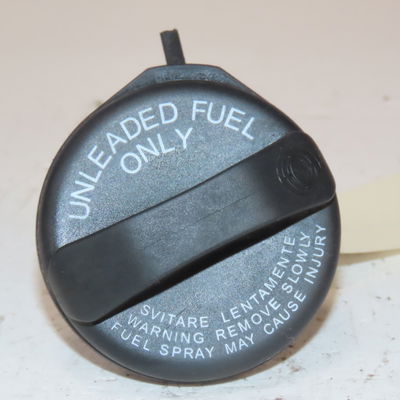 UNLEADED FUEL
ONLY
SVITARE LENTAMENTE
WARNING REMOVE SLOWLY
FUEL SPRAY MAY CAUSE INJURY